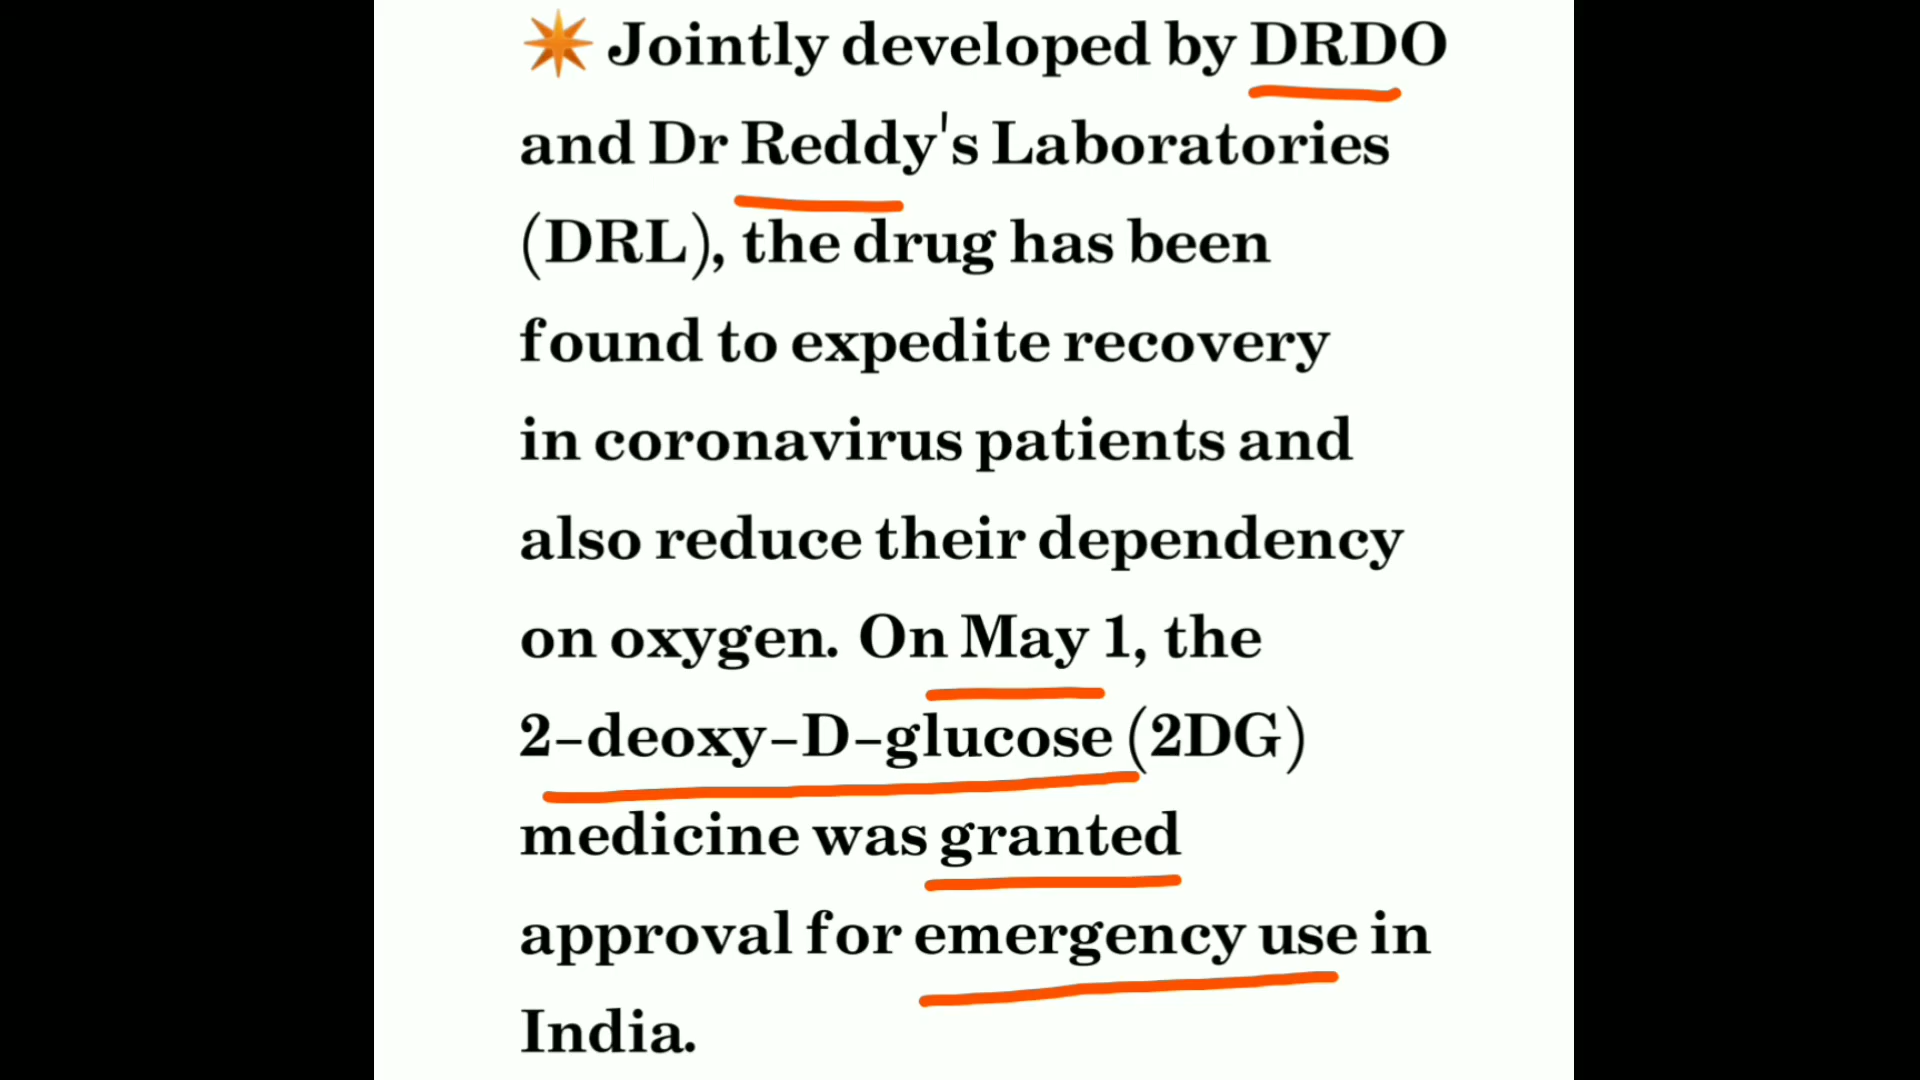 Jointly developed by DRDO
and Dr Reddy's Laboratories
(DRL), the drug has been
found to expedite recovery
in coronavirus patients and
also reduce their dependency
on oxygen. On May 1, the
2-deoxy-D-glucose (2DG)
medicine was granted
approval for emergency use in
India.